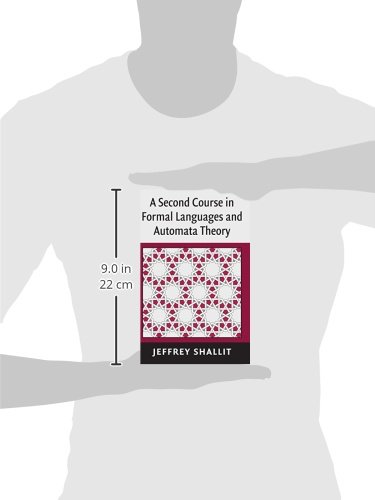 A Second Course in
Formal Languages and
Automata Theory
9.0 in
22 cm
JEFFREY SHALLIT